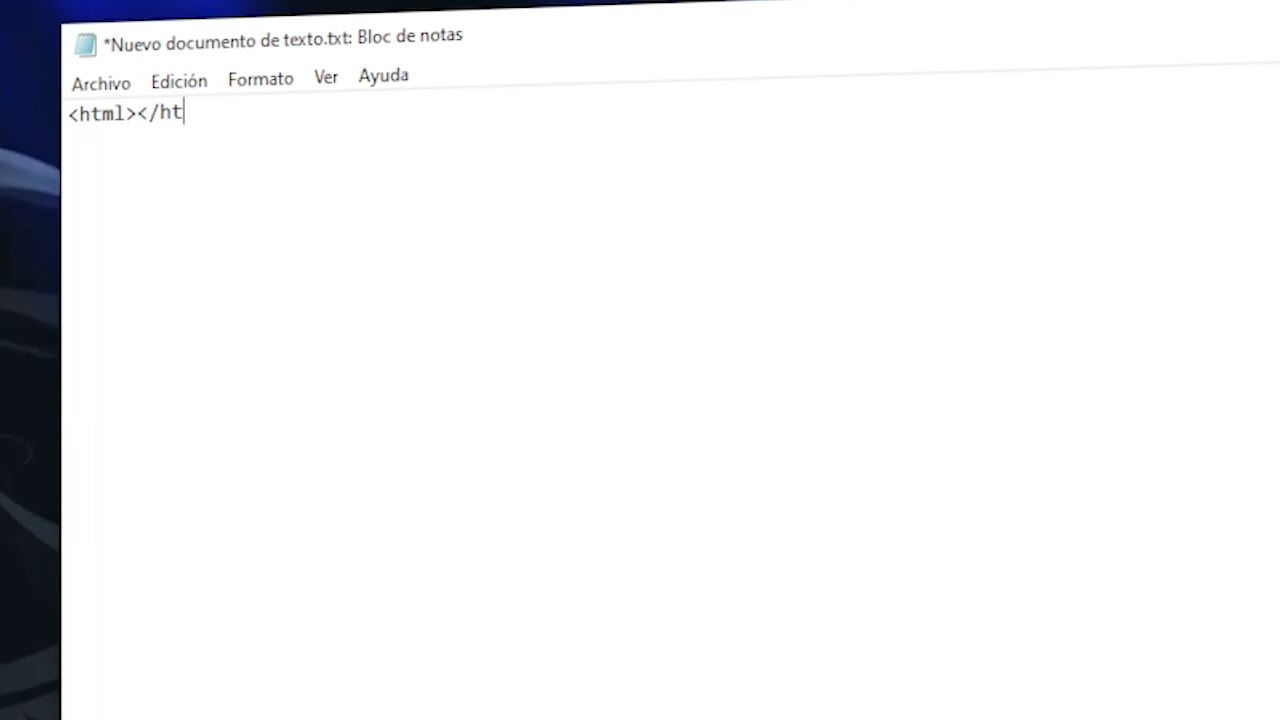 *Nuevo documento de texto.txt: Bloc de notas
Archivo Edición Formato Ver Ayuda
<html></ht